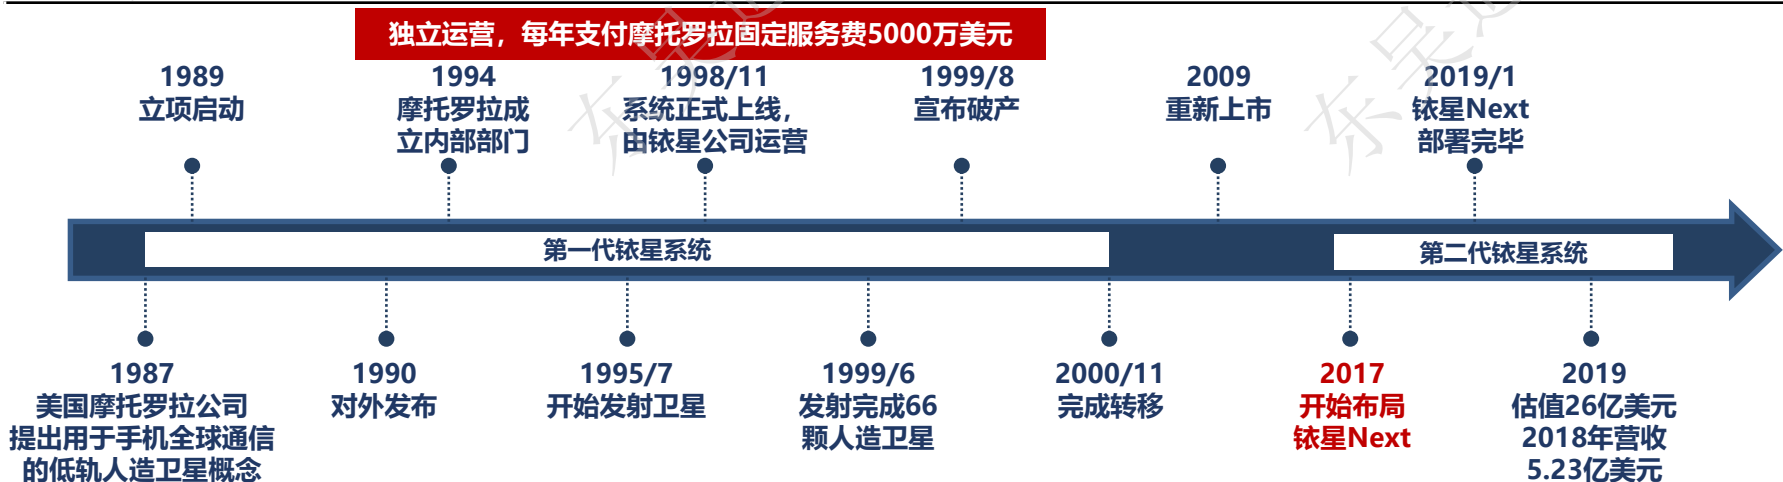 独立运营，每年支付摩托罗拉固定服务费5000万美元
1989
立项启动
1994
摩托罗拉成
立内部部门
1998/11
系统正式上线，
由铱星公司运营
1999/8
宣布破产
2009
重新上市
2019/1
铱星Next
部署完毕
第一代铱星系统
第二代铱星系统
1987
美国摩托罗拉公司
提出用于手机全球通信
的低轨人造卫星概念
1990
对外发布
1995/7
开始发射卫星
1999/6
发射完成66
颗人造卫星
2000/11
完成转移
2017
开始布局
铱星Next
2019
估值26亿美元
2018年营收
5.23亿美元
东吴
东吴